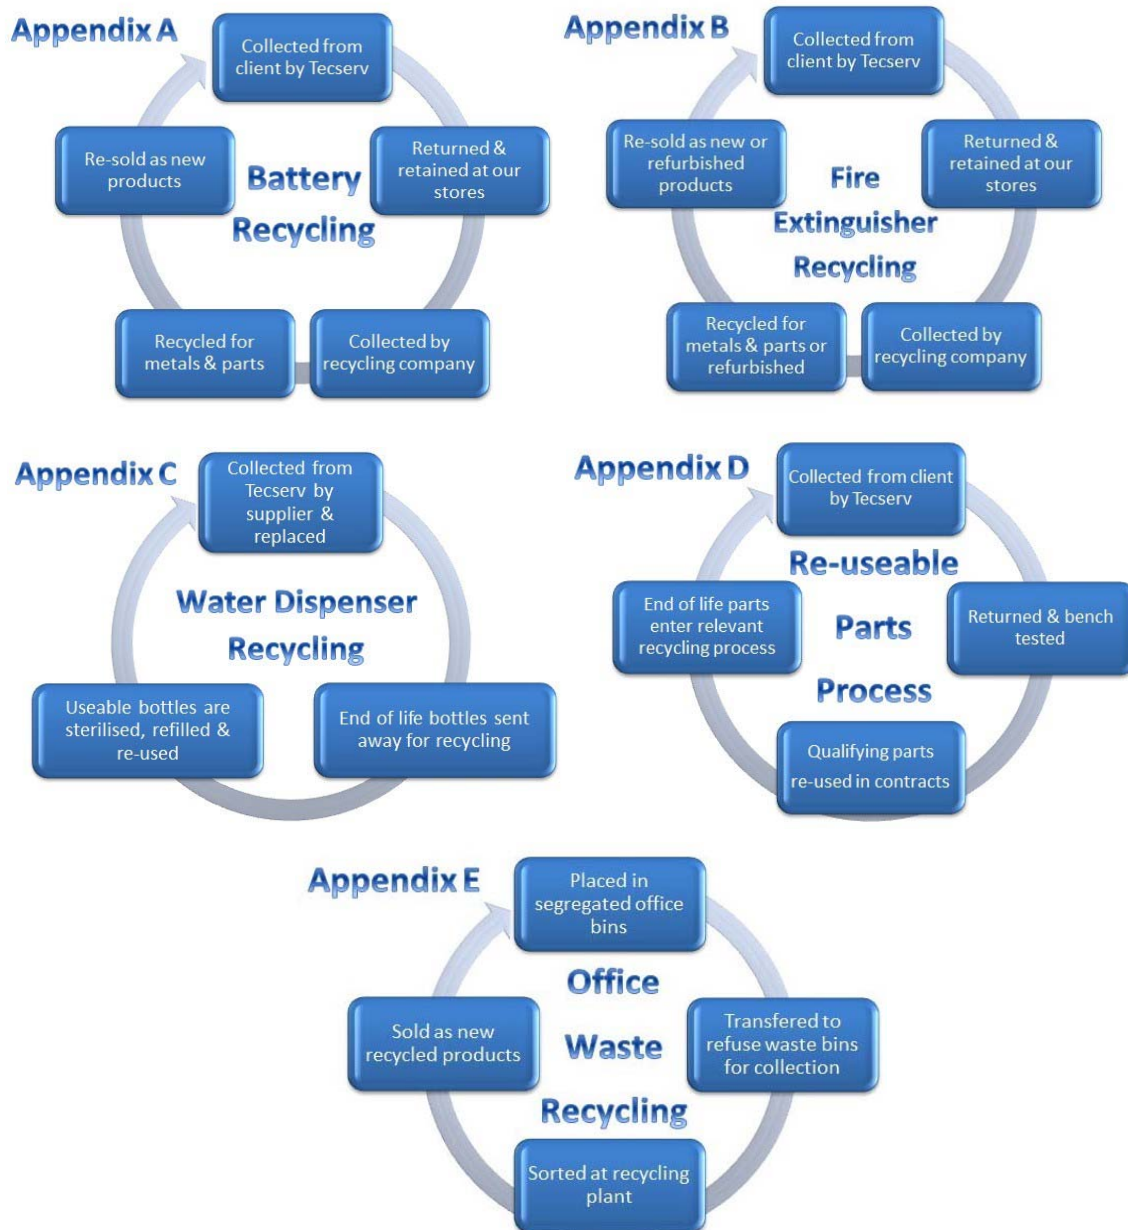 Appendix A
Collected from
client by Tecserv
Returned &
retained at our
stores
Collected by
recycling company
Recycled for
metals & parts
Re-sold as new
products
Battery
Recycling
Appendix B
Collected from
client by Tecserv
Returned &
retained at our
stores
Collected by
recycling company
Recycled for
metals & parts or
refurbished
Re-sold as new or
refurbished
products
Fire
Extinguisher
Recycling
Appendix C
Collected from
Tecserv by
supplier &
replaced
End of life bottles sent
away for recycling
Useable bottles are
sterilised, refilled &
re-used
Water Dispenser
Recycling
Appendix D
Collected from client
by Tecserv
Returned & bench
tested
Qualifying parts
re-used in contracts
End of life parts
enter relevant
recycling process
Re-useable
Parts
Process
Appendix E
Placed in
segregated office
bins
Transfered to
refuse waste bins
for collection
Sorted at recycling
plant
Sold as new
recycled products
Office
Waste
Recycling